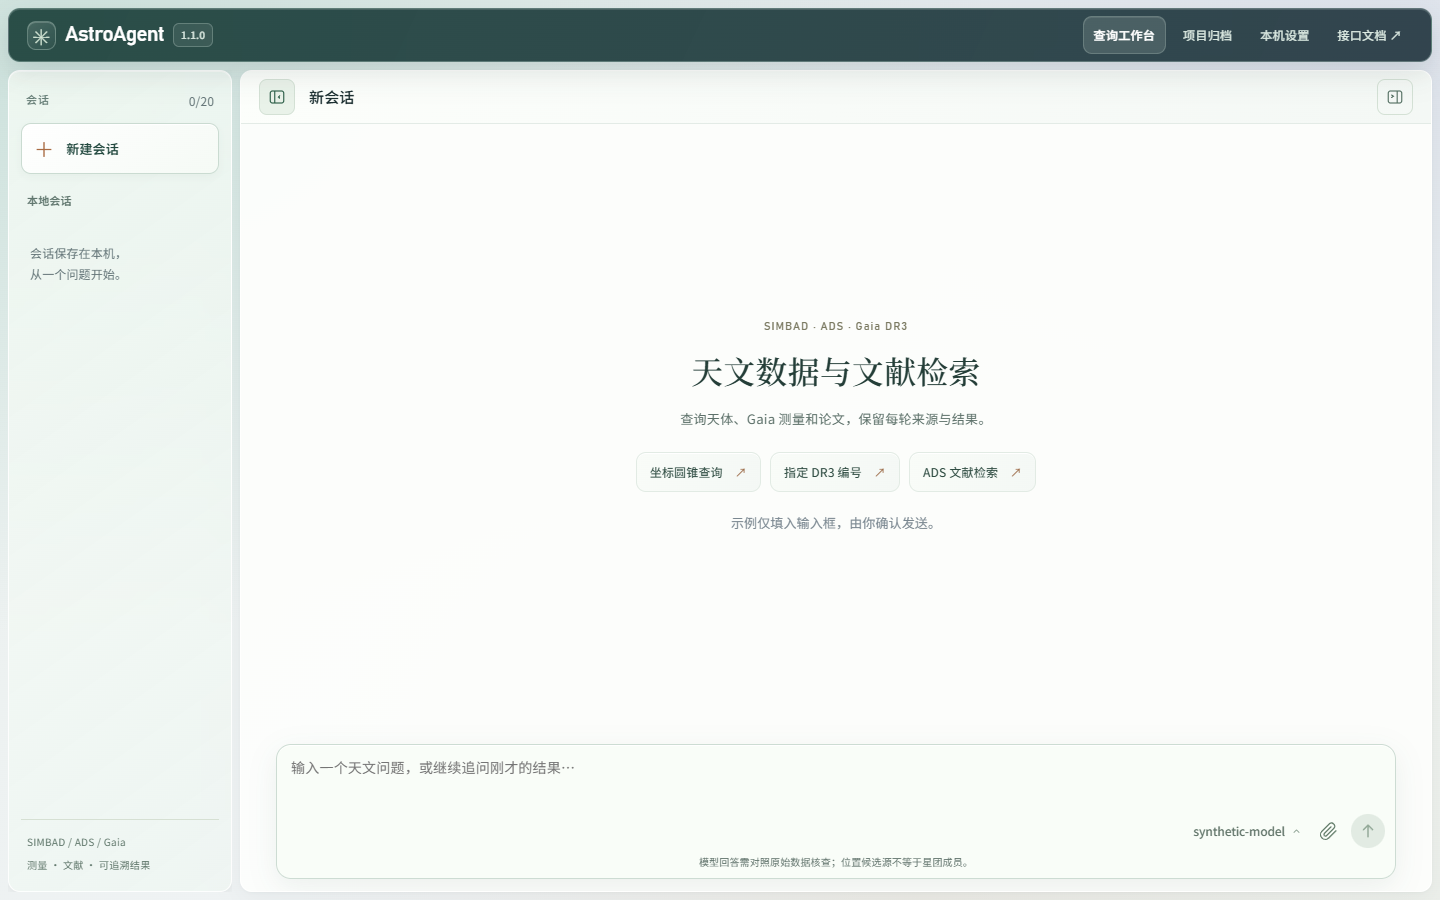 AstroAgent 1.1.0
查询工作台 项目归档 本机设置 接口文档 ↗
会话 0/20
新建会话
本地会话
会话保存在本机，
从一个问题开始。
SIMBAD / ADS / Gaia
测量 · 文献 · 可追溯结果
新会话
SIMBAD · ADS · Gaia DR3
天文数据与文献检索
查询天体、Gaia 测量和论文，保留每轮来源与结果。
坐标圆锥查询 ↗ 指定 DR3 编号 ↗ ADS 文献检索 ↗
示例仅填入输入框，由你确认发送。
输入一个天文问题，或继续追问刚才的结果…
synthetic-model
模型回答需对照原始数据核查；位置候选源不等于星团成员。